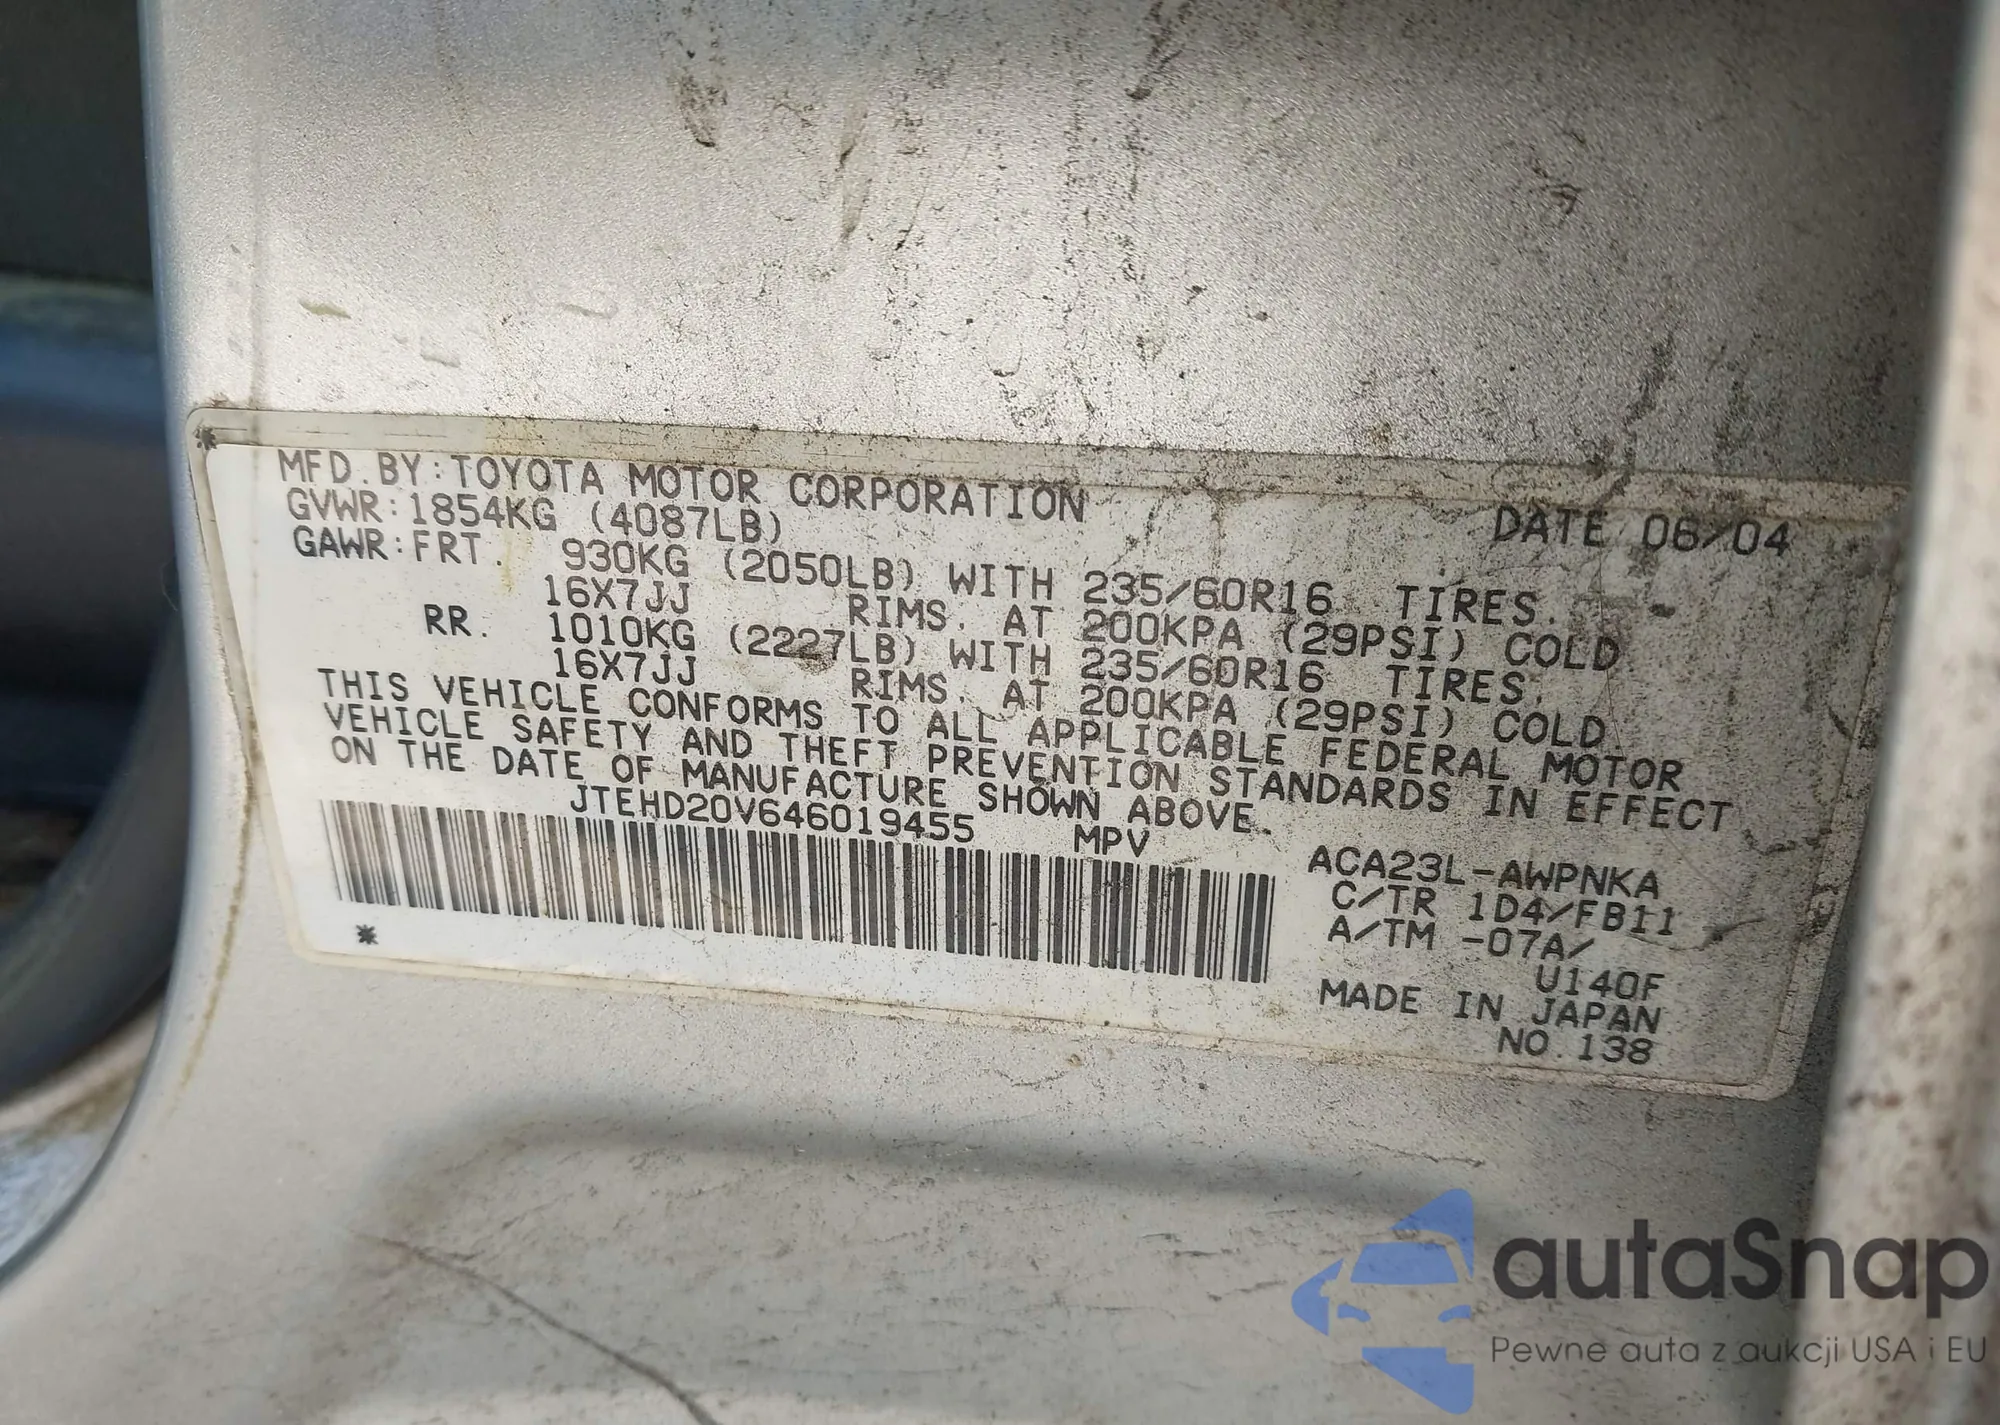 MFD.BY:TOYOTA MOTOR CORPORATION DATE 06/04
GVWR:1854KG (4087LB)
GAWR:FRT. 930KG (2050LB) WITH 235/60R16 TIRES.
16X7JJ RIMS. AT 200KPA (29PSI) COLD
RR. 1010KG (2227LB) WITH 235/60R16 TIRES.
16X7JJ RIMS. AT 200KPA (29PSI) COLD.
THIS VEHICLE CONFORMS TO ALL APPLICABLE FEDERAL MOTOR
VEHICLE SAFETY AND THEFT PREVENTION STANDARDS IN EFFECT
ON THE DATE OF MANUFACTURE SHOWN ABOVE.
JTEHD20V646019455 MPV
ACA23L-AWPNKA
C/TR 1D4/FB11
A/TM -07A/
U140F
MADE IN JAPAN
NO.138
autaSnap
Pewne auta z aukcji USA i EU